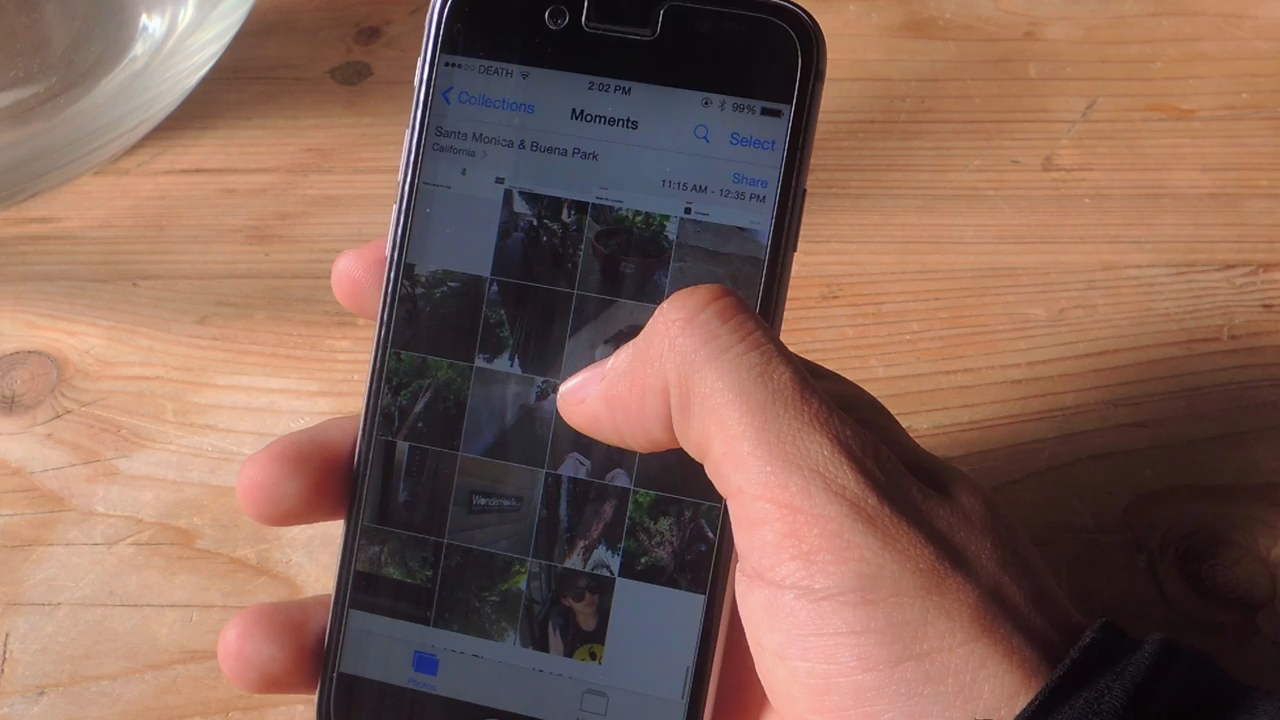 DEATH
2:02 PM
99%
Collections
Moments
Select
Santa Monica & Buena Park
California
Share
11:15 AM - 12:35 PM
Photos